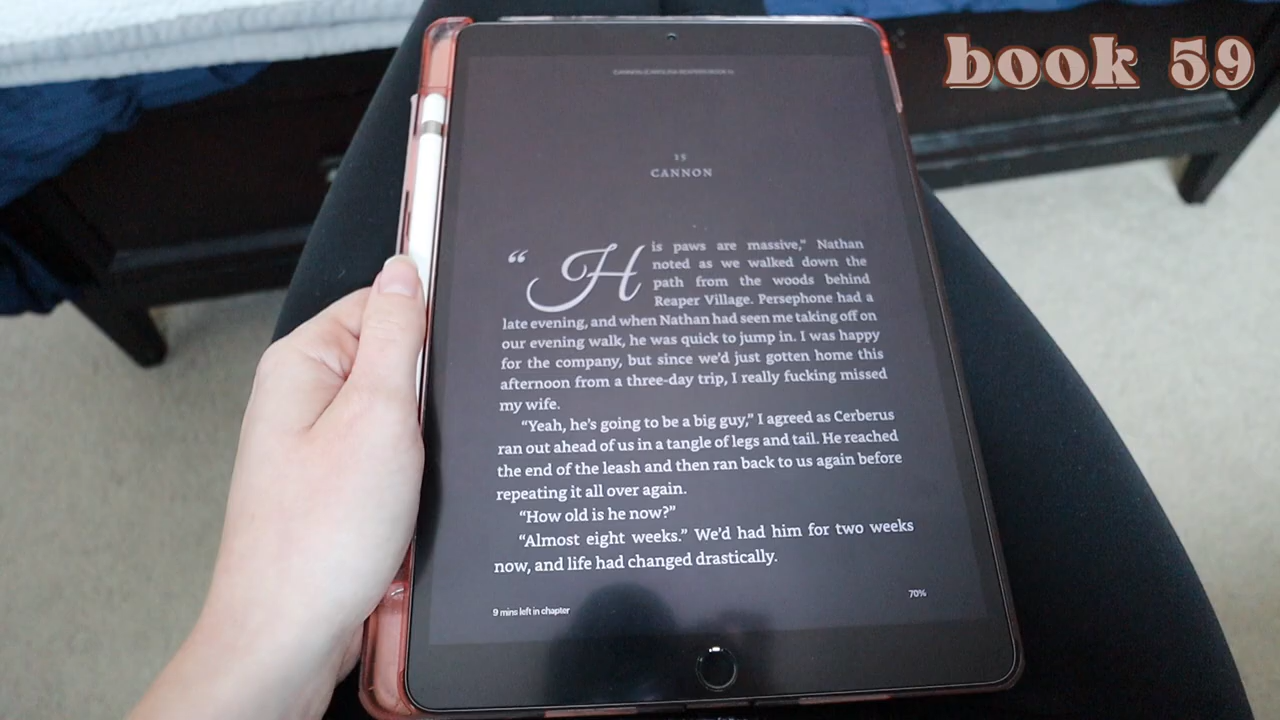 book 59
CANNON (CAROLINA REAPERS BOOK 5)
15
CANNON
“His paws are massive,” Nathan
noted as we walked down the
path from the woods behind
Reaper Village. Persephone had a
late evening, and when Nathan had seen me taking off on
our evening walk, he was quick to jump in. I was happy
for the company, but since we’d just gotten home this
afternoon from a three-day trip, I really fucking missed
my wife.
“Yeah, he’s going to be a big guy,” I agreed as Cerberus
ran out ahead of us in a tangle of legs and tail. He reached
the end of the leash and then ran back to us again before
repeating it all over again.
“How old is he now?”
“Almost eight weeks.” We’d had him for two weeks
now, and life had changed drastically.
9 mins left in chapter
70%